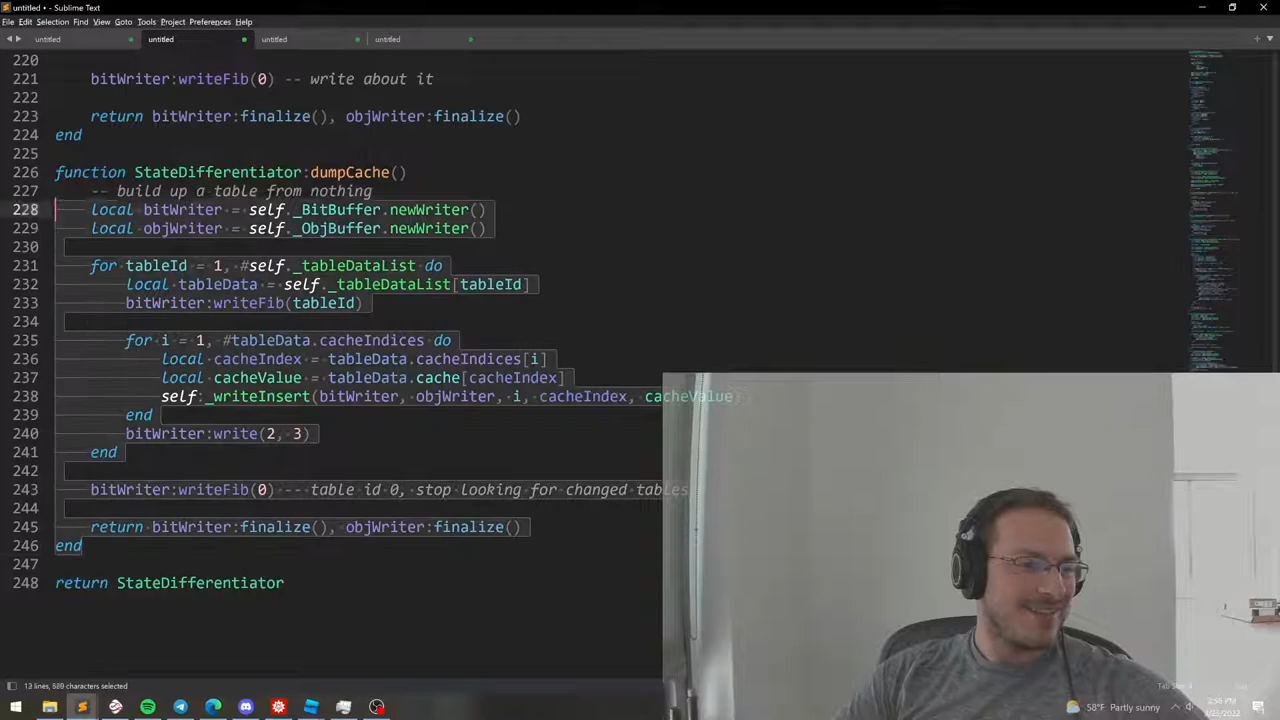 untitled • - Sublime Text
File Edit Selection Find View Goto Tools Project Preferences Help
untitled untitled untitled untitled
220
221 bitWriter:writeFib(0) -- write about it
222
223 return bitWriter:finalize(), objWriter:finalize()
224 end
225
226 function StateDifferentiator:dumpCache()
227 -- build up a table from nothing
228 local bitWriter = self._BitBuffer.newWriter()
229 local objWriter = self._ObjBuffer.newWriter()
230
231 for tableId = 1, #self._tableDataList do
232 local tableData = self._tableDataList[tableId]
233 bitWriter:writeFib(tableId)
234
235 for i = 1, #tableData.cacheIndices do
236 local cacheIndex = tableData.cacheIndices[i]
237 local cacheValue = tableData.cache[cacheIndex]
238 self:_writeInsert(bitWriter, objWriter, i, cacheIndex, cacheValue)
239 end
240 bitWriter:write(2, 3)
241 end
242
243 bitWriter:writeFib(0) -- table id 0, stop looking for changed tables
244
245 return bitWriter:finalize(), objWriter:finalize()
246 end
247
248 return StateDifferentiator
Tab Size: 4
58°F Partly sunny